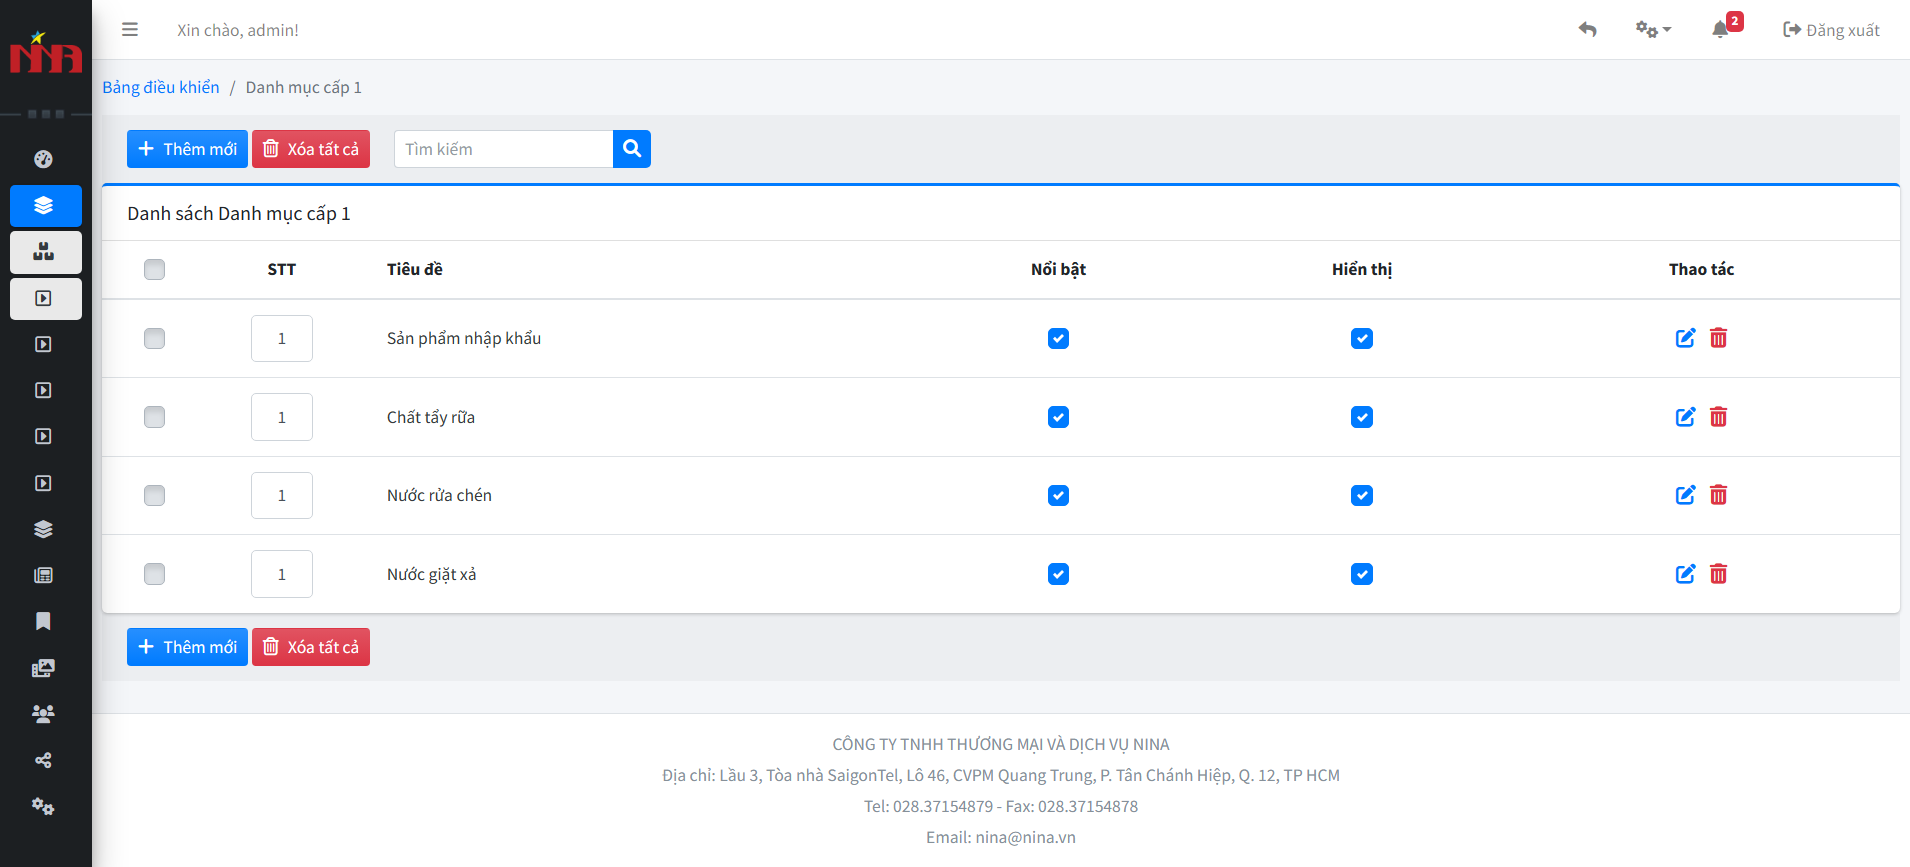 NINA
Xin chào, admin!
2
Đăng xuất
Bảng điều khiển / Danh mục cấp 1
Thêm mới Xóa tất cả Tìm kiếm
Danh sách Danh mục cấp 1
STT Tiêu đề Nổi bật Hiển thị Thao tác
1 Sản phẩm nhập khẩu
1 Chất tẩy rữa
1 Nước rửa chén
1 Nước giặt xả
Thêm mới Xóa tất cả
CÔNG TY TNHH THƯƠNG MẠI VÀ DỊCH VỤ NINA
Địa chỉ: Lầu 3, Tòa nhà SaigonTel, Lô 46, CVPM Quang Trung, P. Tân Chánh Hiệp, Q. 12, TP HCM
Tel: 028.37154879 - Fax: 028.37154878
Email: nina@nina.vn